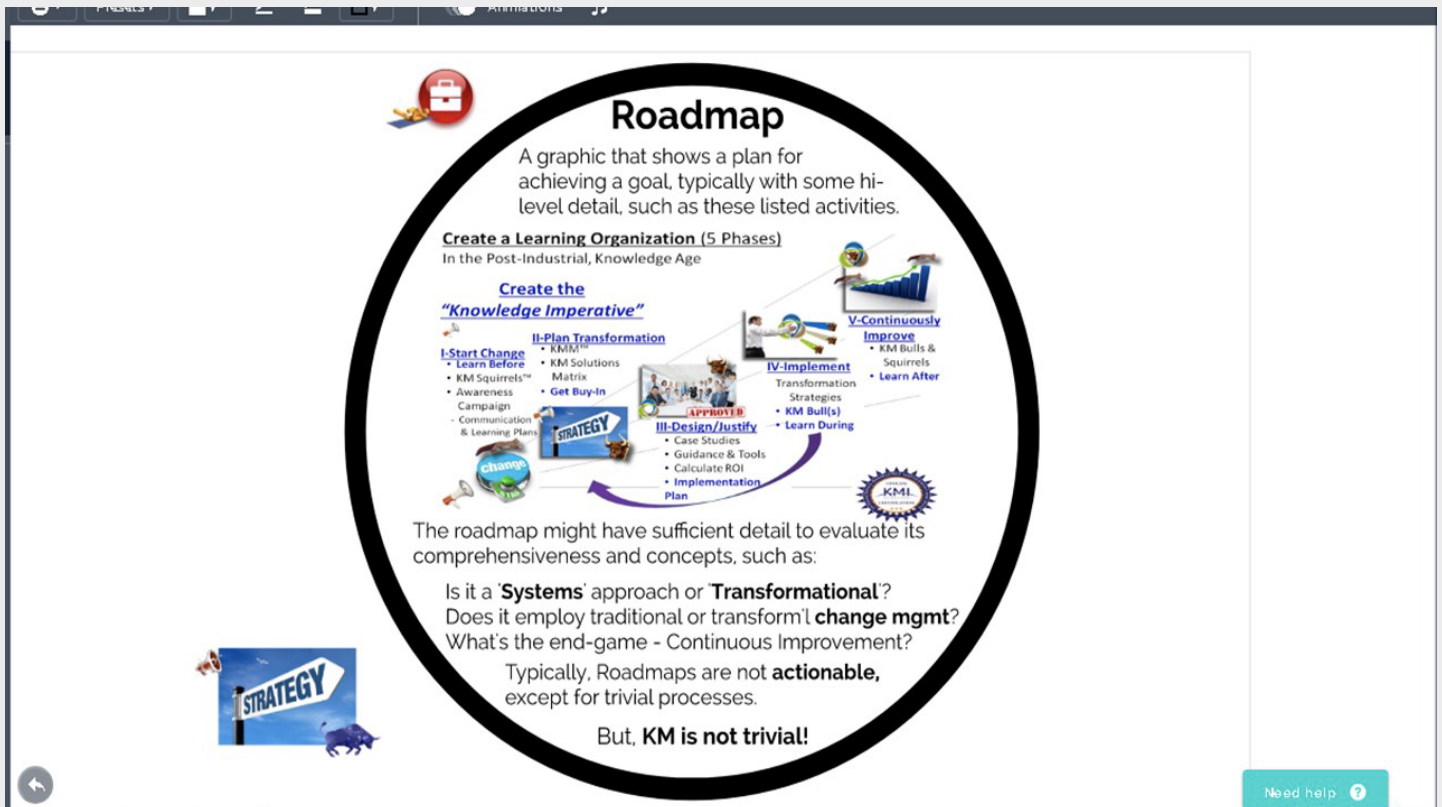 Presets
Animations
Roadmap
A graphic that shows a plan for
achieving a goal, typically with some hi-
level detail, such as these listed activities.
Create a Learning Organization (5 Phases)
In the Post-Industrial, Knowledge Age
Create the
“Knowledge Imperative”
I-Start Change
• Learn Before
• KM Squirrels™
• Awareness
Campaign
- Communication
& Learning Plans
change
II-Plan Transformation
• KMM™
• KM Solutions
Matrix
• Get Buy-In
STRATEGY
APPROVED
III-Design/Justify
• Case Studies
• Guidance & Tools
• Calculate ROI
• Implementation
Plan
IV-Implement
Transformation
Strategies
• KM Bull(s)
• Learn During
V-Continuously
Improve
• KM Bulls &
Squirrels
• Learn After
KMI
The roadmap might have sufficient detail to evaluate its
comprehensiveness and concepts, such as:
Is it a 'Systems' approach or 'Transformational'?
Does it employ traditional or transform'l change mgmt?
What's the end-game - Continuous Improvement?
Typically, Roadmaps are not actionable,
except for trivial processes.
But, KM is not trivial!
STRATEGY
Need help ?